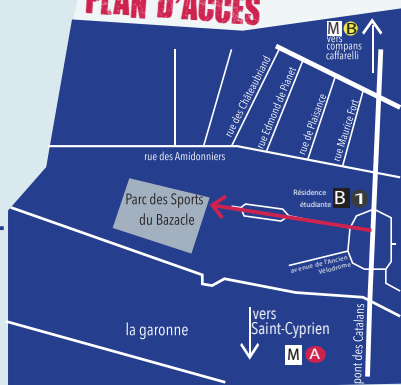 PLAN D'ACCÈS
M B
vers
compans
caffarelli
rue des Châteaubriand
rue Edmond de Planet
rue de Plaisance
rue Maurice Fort
rue des Amidonniers
Parc des Sports
du Bazacle
Résidence
étudiante
B 1
avenue de l'Ancien
Vélodrome
vers
Saint-Cyprien
M A
la garonne
pont des Catalans